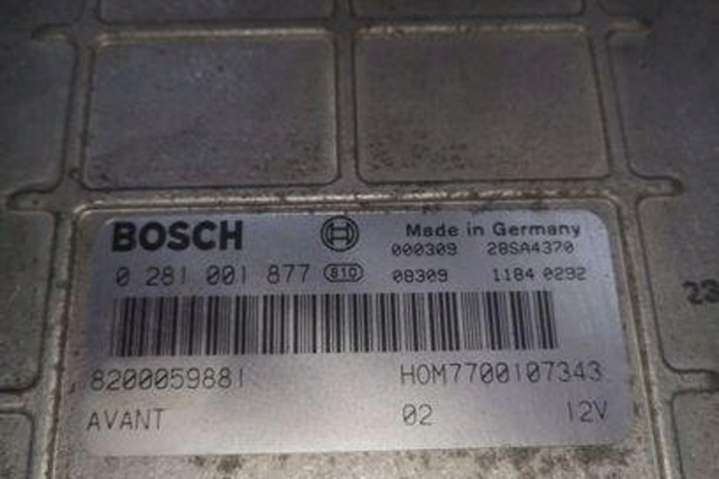 BOSCH Made in Germany
000309 28SA4370
0 281 001 877 810 08309 1184 0292
8200059881 HOM7700107343
AVANT 02 12V
23